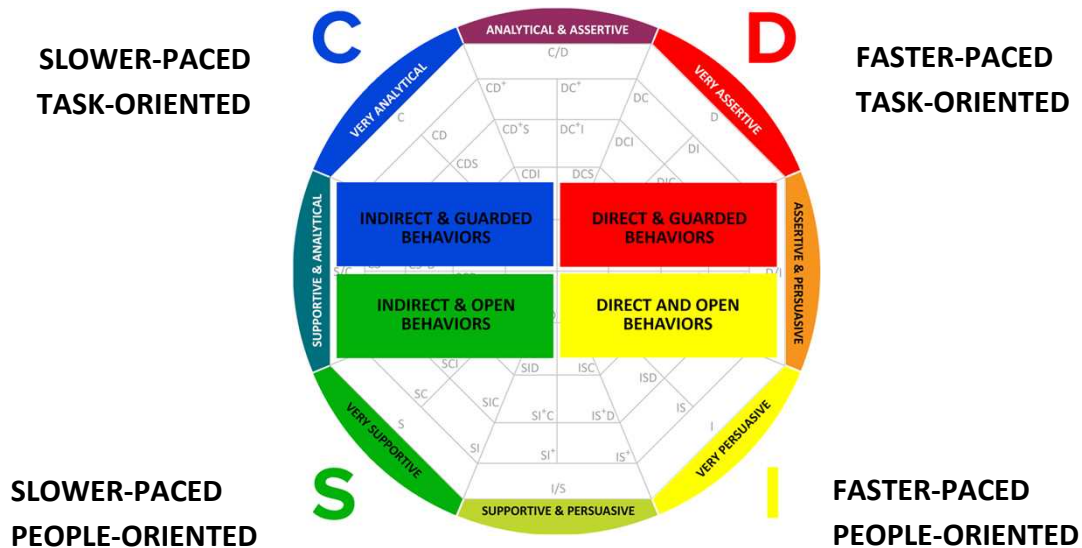 C
ANALYTICAL & ASSERTIVE
D
SLOWER-PACED
TASK-ORIENTED
FASTER-PACED
TASK-ORIENTED
VERY ANALYTICAL
VERY ASSERTIVE
C/D
CD+
DC+
C
DC
D
CD
CD+S
DC+I
DCI
DI
CDS
CDI
DCS
SUPPORTIVE & ANALYTICAL
INDIRECT & GUARDED
BEHAVIORS
DIRECT & GUARDED
BEHAVIORS
ASSERTIVE & PERSUASIVE
S/C
D/I
INDIRECT & OPEN
BEHAVIORS
DIRECT AND OPEN
BEHAVIORS
SCI
SID
ISC
ISD
SC
SIC
IS
S
SI+C
IS+D
I
SI
SI+
IS+
VERY SUPPORTIVE
VERY PERSUASIVE
I/S
S
SUPPORTIVE & PERSUASIVE
I
SLOWER-PACED
PEOPLE-ORIENTED
FASTER-PACED
PEOPLE-ORIENTED